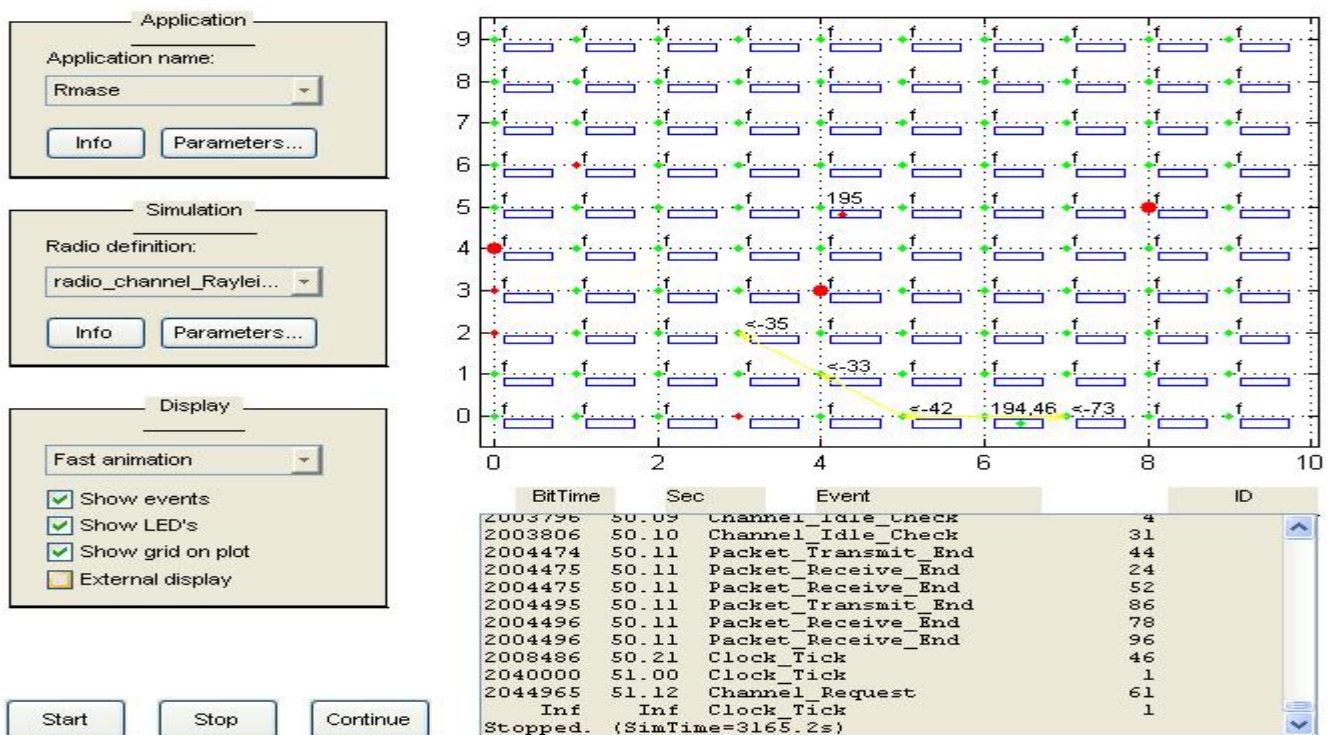 Application
Application name:
Rmase
Info
Parameters...
Simulation
Radio definition:
radio_channel_Raylei...
Info
Parameters...
Display
Fast animation
Show events
Show LED's
Show grid on plot
External display
Start
Stop
Continue
9 f f f f f f f f f f
8 f f f f f f f f f f
7 f f f f f f f f f f
6 f f f f f f f f f f
5 f f f f 195 f f f f f
4 f f f f f f f f f f
3 f f f f f f f f f f
2 f f f <-35 f f f f f f
1 f f f f <-33 f f f f f
0 f f f f f <-42 194,46 <-73 f f
0 2 4 6 8 10
BitTime Sec Event ID
2003796 50.09 Channel_Idle_Check 4
2003806 50.10 Channel_Idle_Check 31
2004474 50.11 Packet_Transmit_End 44
2004475 50.11 Packet_Receive_End 24
2004475 50.11 Packet_Receive_End 52
2004495 50.11 Packet_Transmit_End 86
2004496 50.11 Packet_Receive_End 78
2004496 50.11 Packet_Receive_End 96
2008486 50.21 Clock_Tick 46
2040000 51.00 Clock_Tick 1
2044965 51.12 Channel_Request 61
Inf Inf Clock_Tick 1
Stopped. (SimTime=3165.2s)